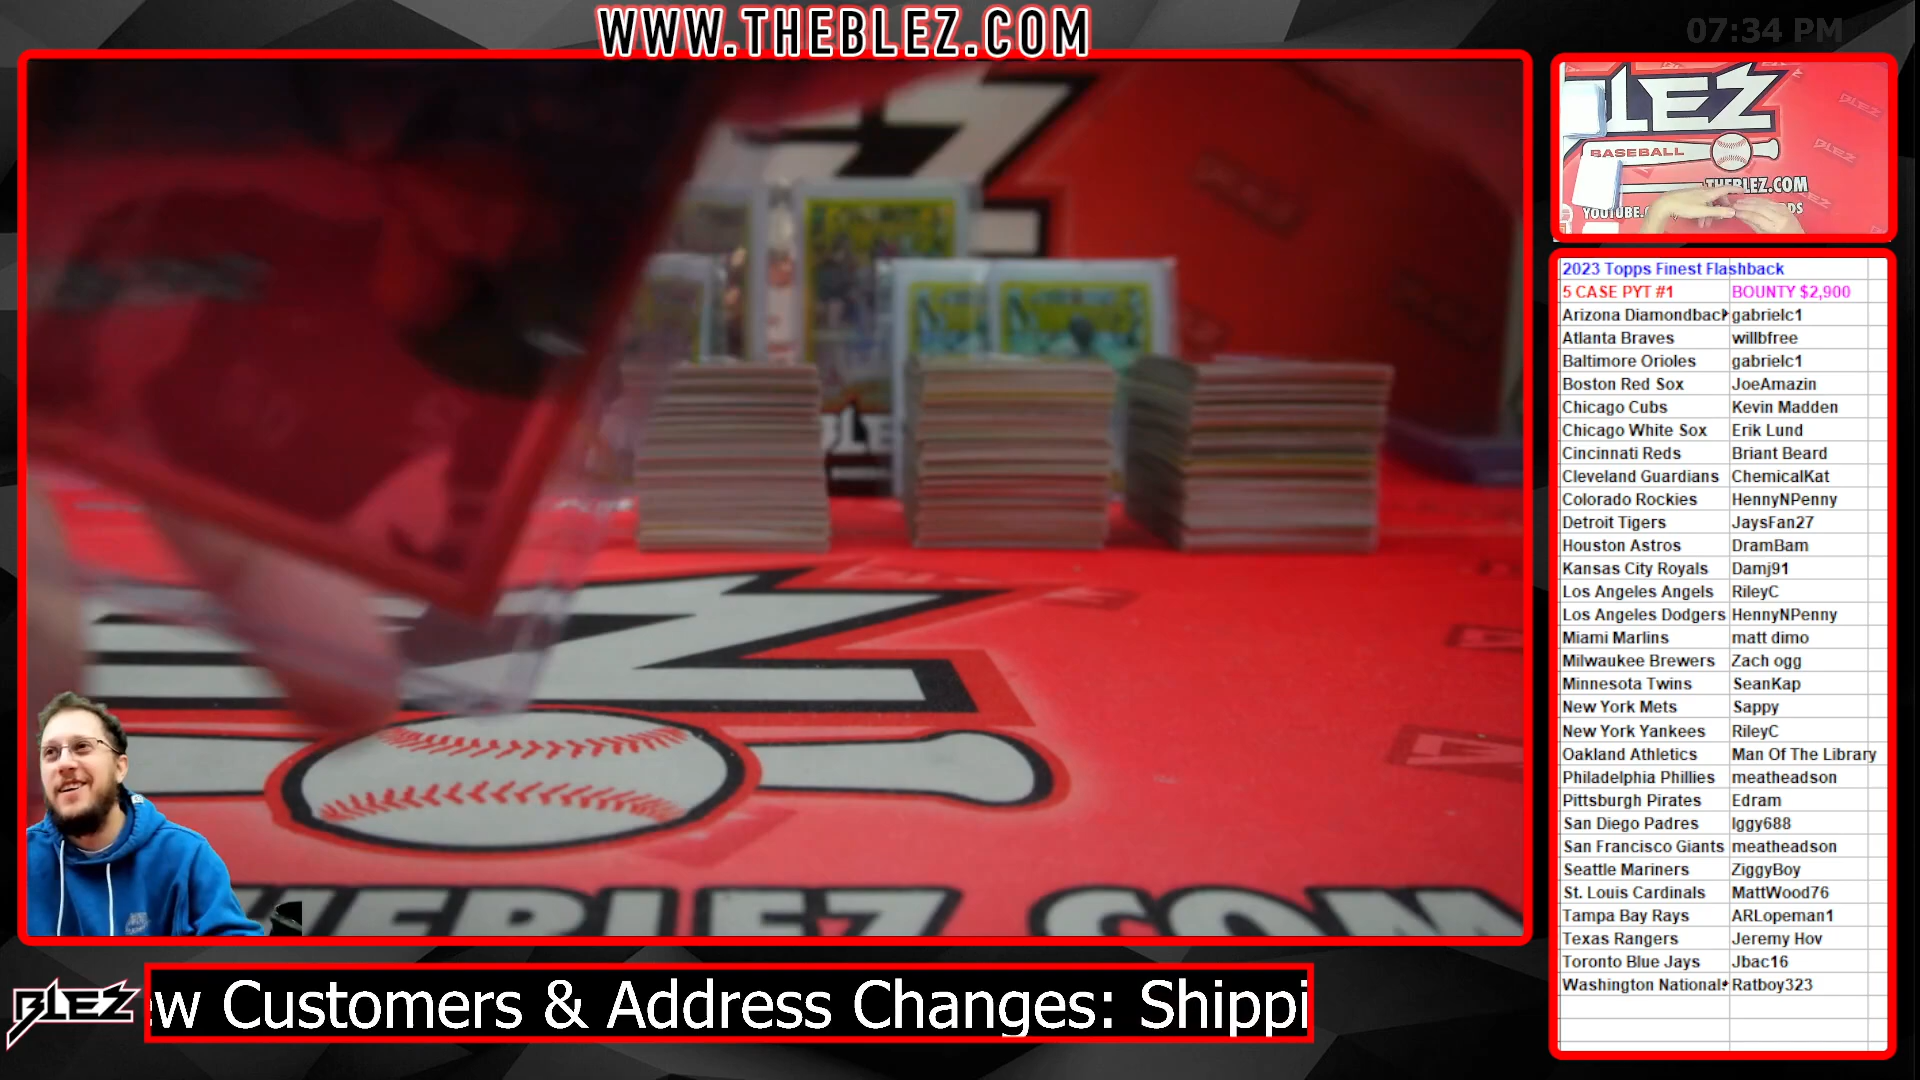 WWW.THEBLEZ.COM
07:34 PM
LEZ
BASEBALL
THEBLEZ.COM
YOUTUBE.
BLEZ
BLEZ
2023 Topps Finest Flashback
5 CASE PYT #1 BOUNTY $2,900
Arizona Diamondback gabrielc1
Atlanta Braves willbfree
Baltimore Orioles gabrielc1
Boston Red Sox JoeAmazin
Chicago Cubs Kevin Madden
Chicago White Sox Erik Lund
Cincinnati Reds Briant Beard
Cleveland Guardians ChemicalKat
Colorado Rockies HennyNPenny
Detroit Tigers JaysFan27
Houston Astros DramBam
Kansas City Royals Damj91
Los Angeles Angels RileyC
Los Angeles Dodgers HennyNPenny
Miami Marlins matt dimo
Milwaukee Brewers Zach ogg
Minnesota Twins SeanKap
New York Mets Sappy
New York Yankees RileyC
Oakland Athletics Man Of The Library
Philadelphia Phillies meatheadson
Pittsburgh Pirates Edram
San Diego Padres Iggy688
San Francisco Giants meatheadson
Seattle Mariners ZiggyBoy
St. Louis Cardinals MattWood76
Tampa Bay Rays ARLopeman1
Texas Rangers Jeremy Hov
Toronto Blue Jays Jbac16
Washington Nationals Ratboy323
THEBLEZ.COM
BLEZ
w Customers & Address Changes: Shippi